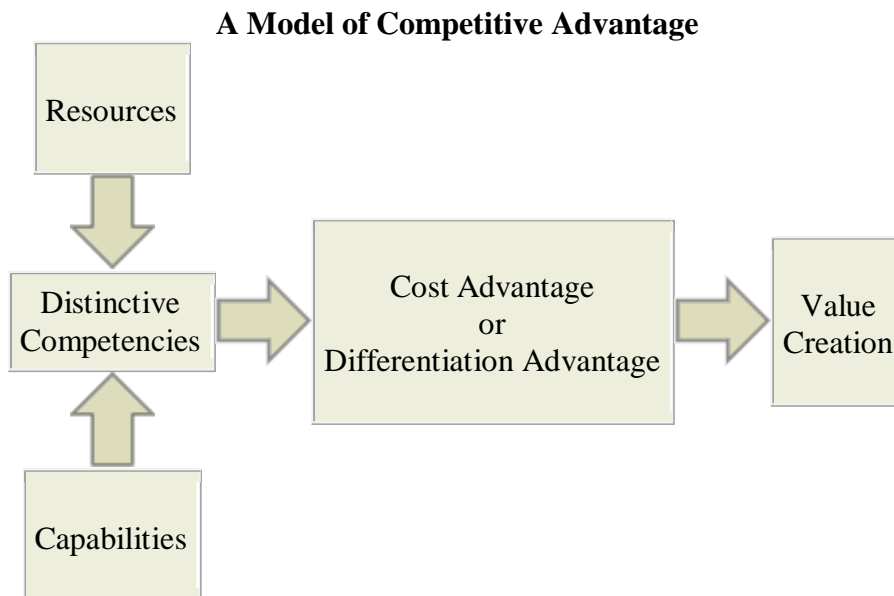 A Model of Competitive Advantage
Resources
Distinctive
Competencies
Cost Advantage
or
Differentiation Advantage
Value
Creation
Capabilities